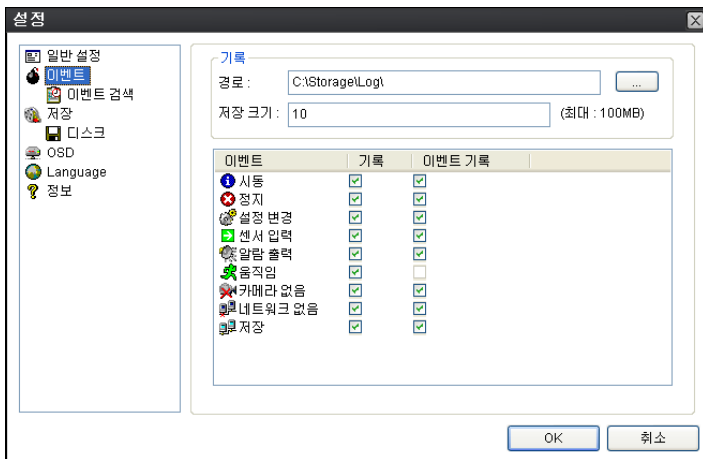 설정
일반 설정
이벤트
이벤트 검색
저장
디스크
OSD
Language
정보
기록
경로 : C:\Storage\Log\ ...
저장 크기 : 10 (최대 : 100MB)
이벤트 기록 이벤트 기록
시동
정지
설정 변경
센서 입력
알람 출력
움직임
카메라 없음
네트워크 없음
저장
OK 취소